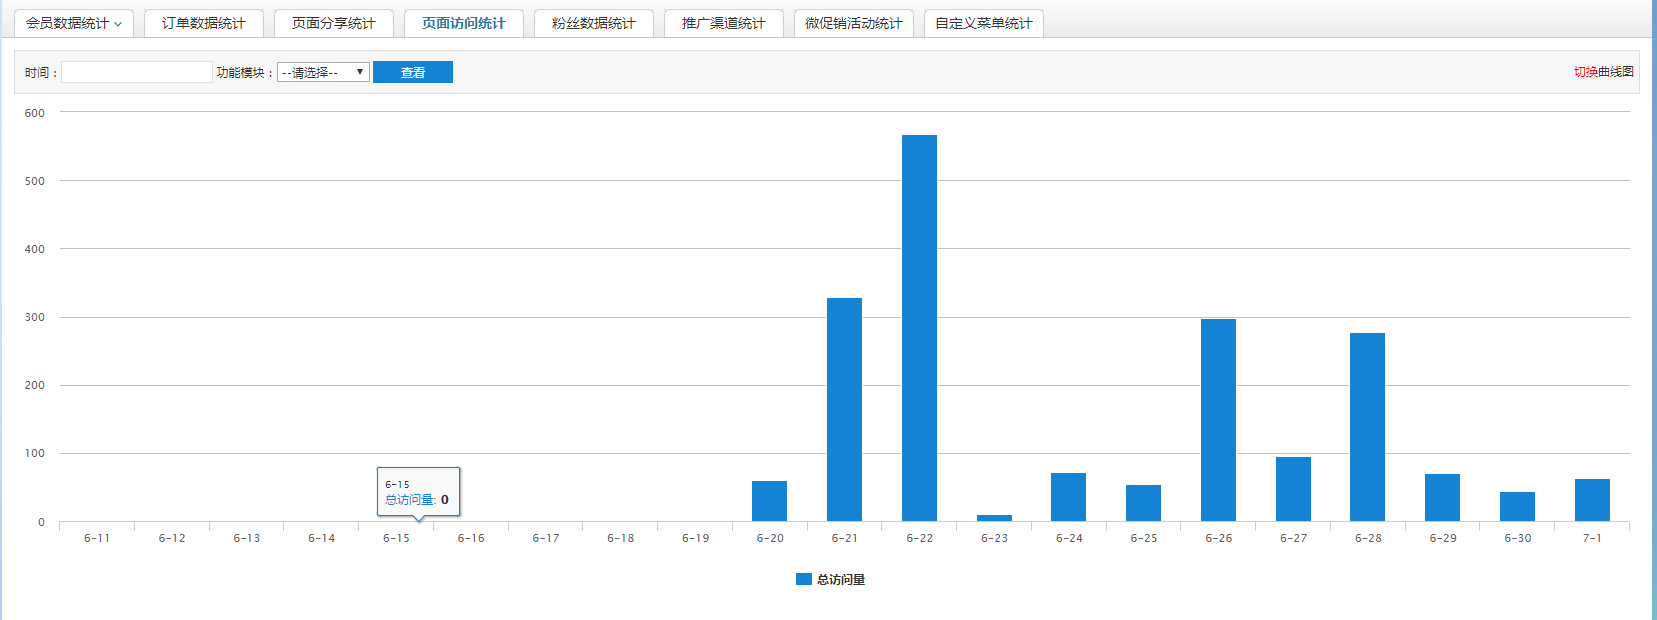 会员数据统计 订单数据统计 页面分享统计 页面访问统计 粉丝数据统计 推广渠道统计 微促销活动统计 自定义菜单统计
时间： 功能模块： --请选择-- 查看 切换曲线图
600
500
400
300
200
100
0
6-15
总访问量: 0
6-11 6-12 6-13 6-14 6-15 6-16 6-17 6-18 6-19 6-20 6-21 6-22 6-23 6-24 6-25 6-26 6-27 6-28 6-29 6-30 7-1
总访问量